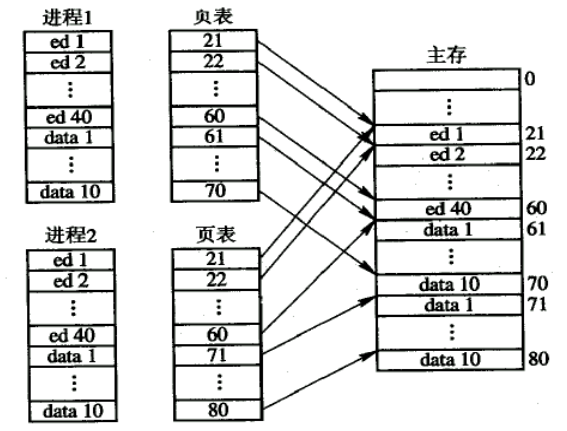 进程1
ed 1
ed 2
⋮
ed 40
data 1
⋮
data 10
页表
21
22
⋮
60
61
⋮
70
进程2
ed 1
ed 2
⋮
ed 40
data 1
⋮
data 10
页表
21
22
⋮
60
71
⋮
80
主存
0
⋮
ed 1 21
ed 2 22
⋮
ed 40 60
data 1 61
⋮
data 10 70
data 1 71
⋮
data 10 80